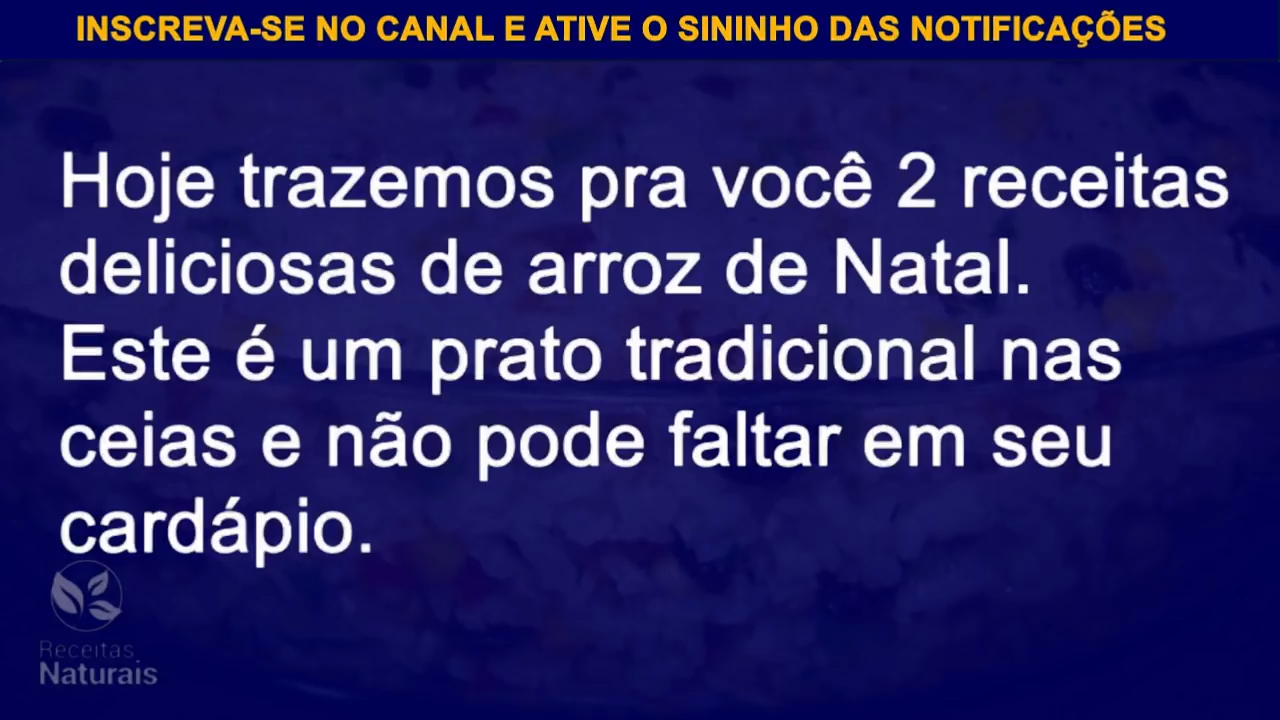 INSCREVA-SE NO CANAL E ATIVE O SININHO DAS NOTIFICAÇÕES
Hoje trazemos pra você 2 receitas
deliciosas de arroz de Natal.
Este é um prato tradicional nas
ceias e não pode faltar em seu
cardápio.
Receitas
Naturais